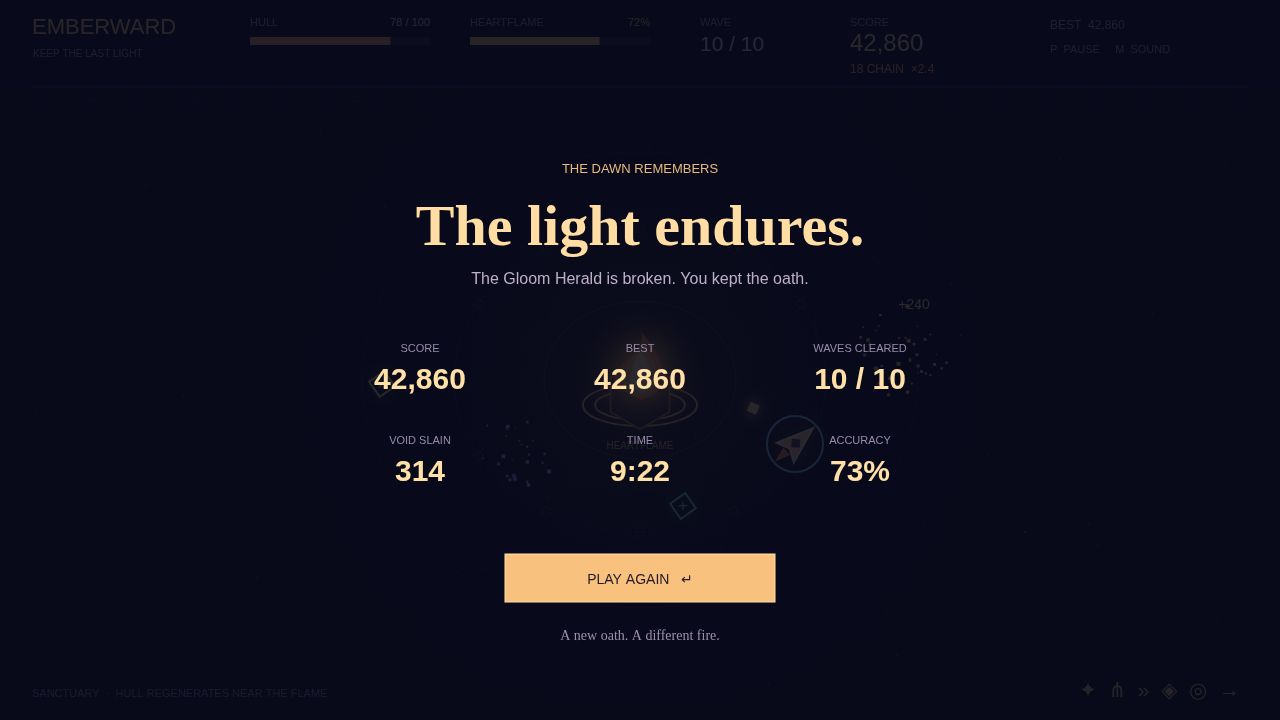 EMBERWARD
KEEP THE LAST LIGHT
HULL 78 / 100
HEARTFLAME 72%
WAVE
10 / 10
SCORE
42,860
18 CHAIN ×2.4
BEST 42,860
P PAUSE M SOUND
THE DAWN REMEMBERS
The light endures.
The Gloom Herald is broken. You kept the oath.
+240
SCORE BEST WAVES CLEARED
42,860 42,860 10 / 10
HEARTFLAME
VOID SLAIN TIME ACCURACY
314 9:22 73%
PLAY AGAIN ↵
A new oath. A different fire.
SANCTUARY · HULL REGENERATES NEAR THE FLAME